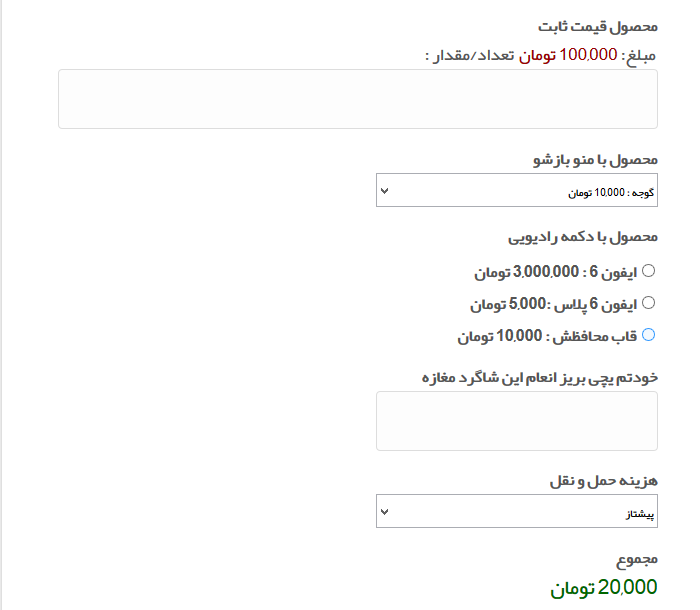 محصول قیمت ثابت
مبلغ: 100,000 تومان تعداد/مقدار :
محصول با منو بازشو
گوجه : 10,000 تومان
محصول با دکمه رادیویی
ایفون 6 : 3,000,000 تومان
ایفون 6 پلاس :5,000 تومان
قاب محافظش : 10,000 تومان
خودتم یچی بریز انعام این شاگرد مغازه
هزینه حمل و نقل
پیشتاز
مجموع
20,000 تومان